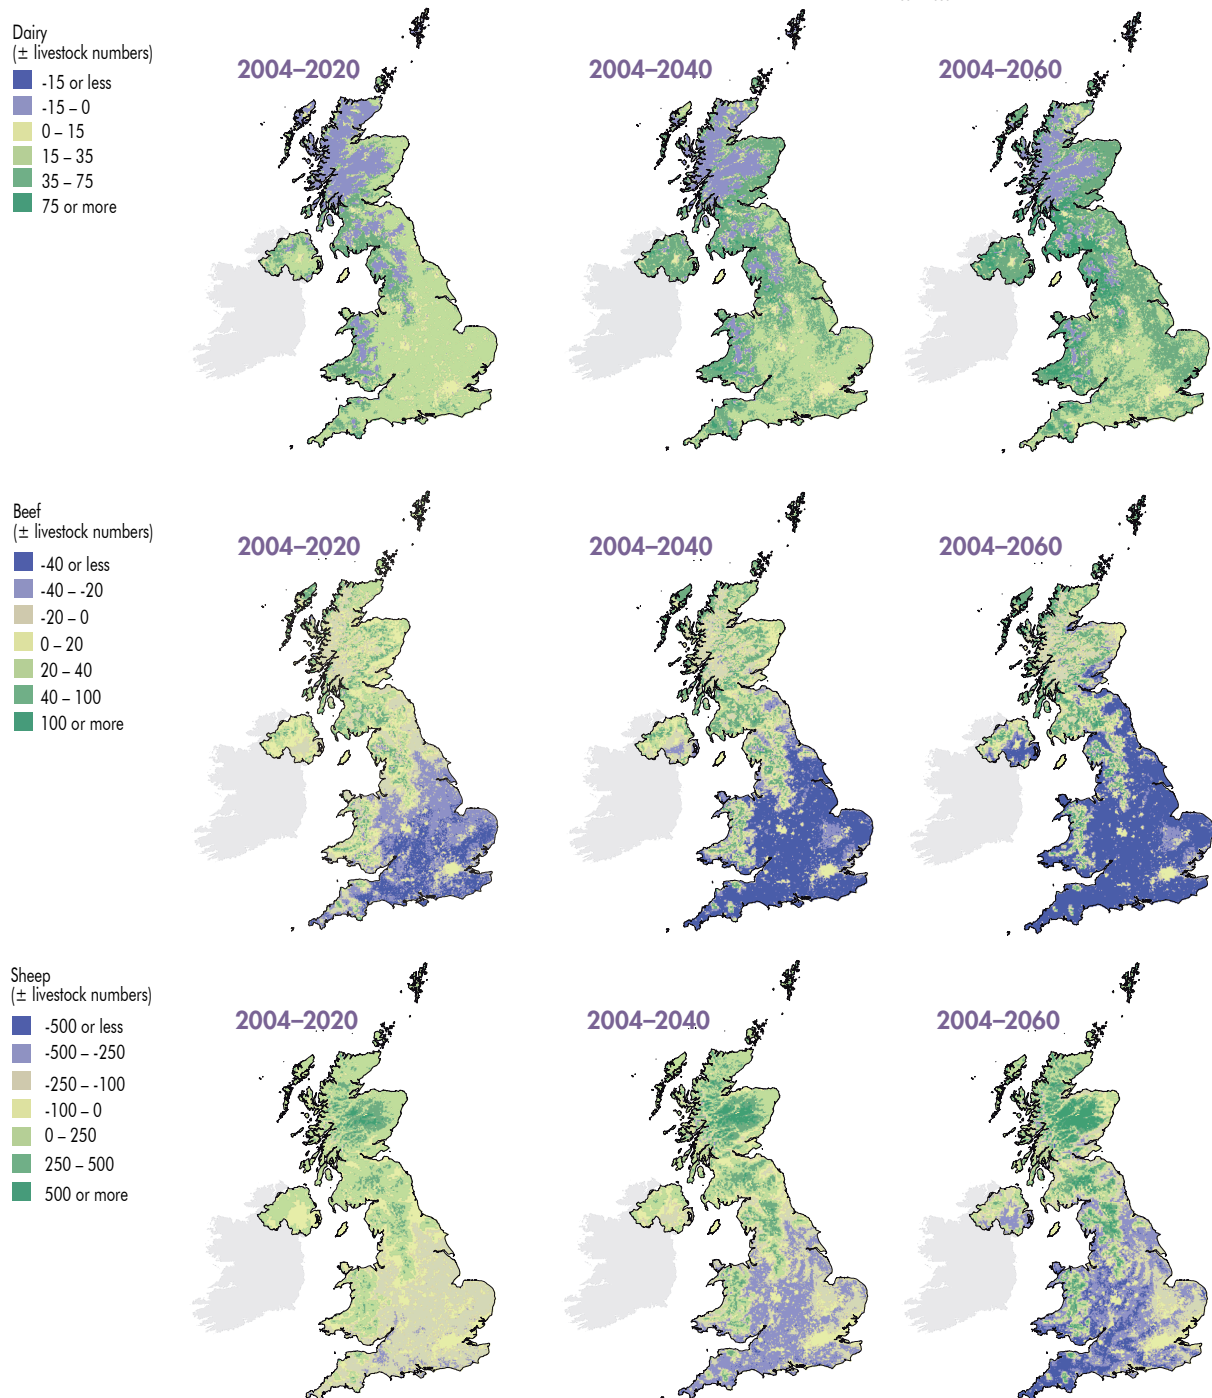 Dairy
(± livestock numbers)
-15 or less
-15 – 0
0 – 15
15 – 35
35 – 75
75 or more
2004–2020
2004–2040
2004–2060
Beef
(± livestock numbers)
-40 or less
-40 – -20
-20 – 0
0 – 20
20 – 40
40 – 100
100 or more
2004–2020
2004–2040
2004–2060
Sheep
(± livestock numbers)
-500 or less
-500 – -250
-250 – -100
-100 – 0
0 – 250
250 – 500
500 or more
2004–2020
2004–2040
2004–2060